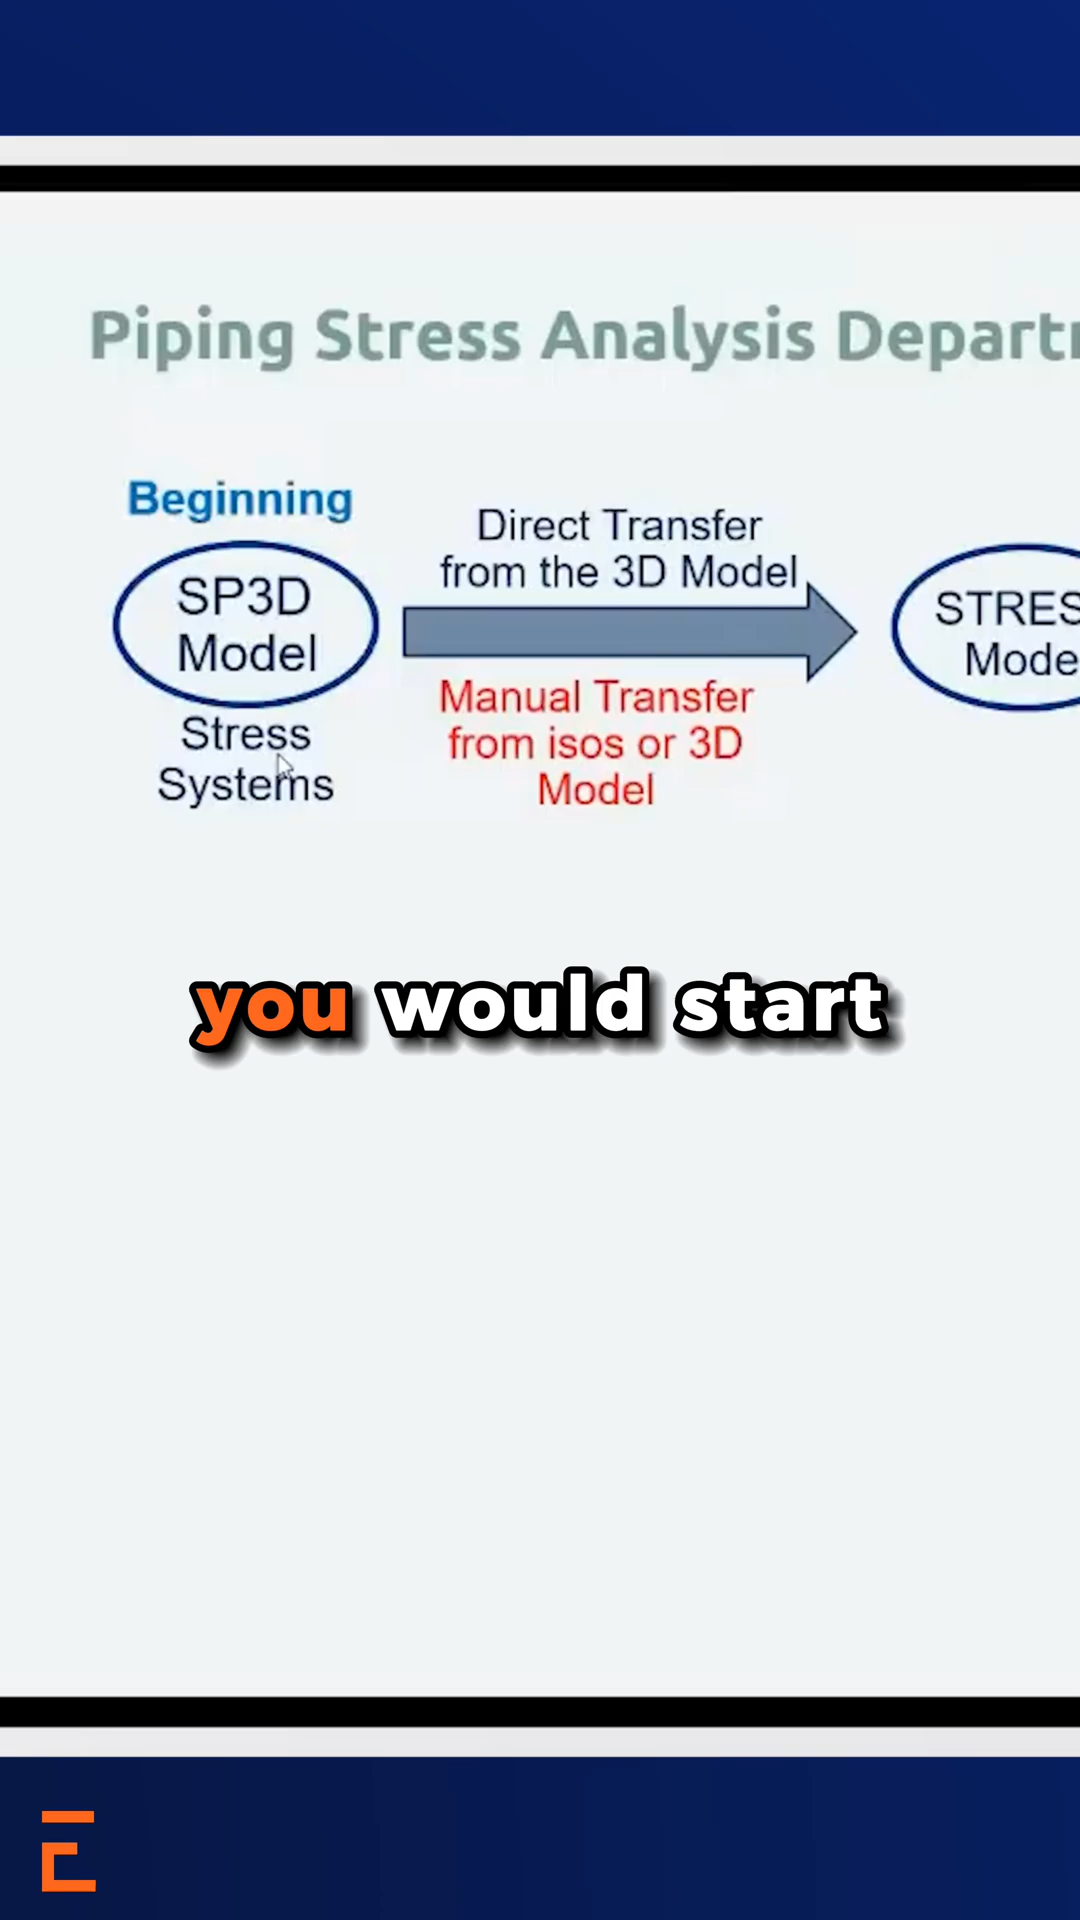 Piping Stress Analysis Departr
Beginning
SP3D
Model
Stress
Systems
Direct Transfer
from the 3D Model
Manual Transfer
from isos or 3D
Model
STRES
Mode
you would start
E